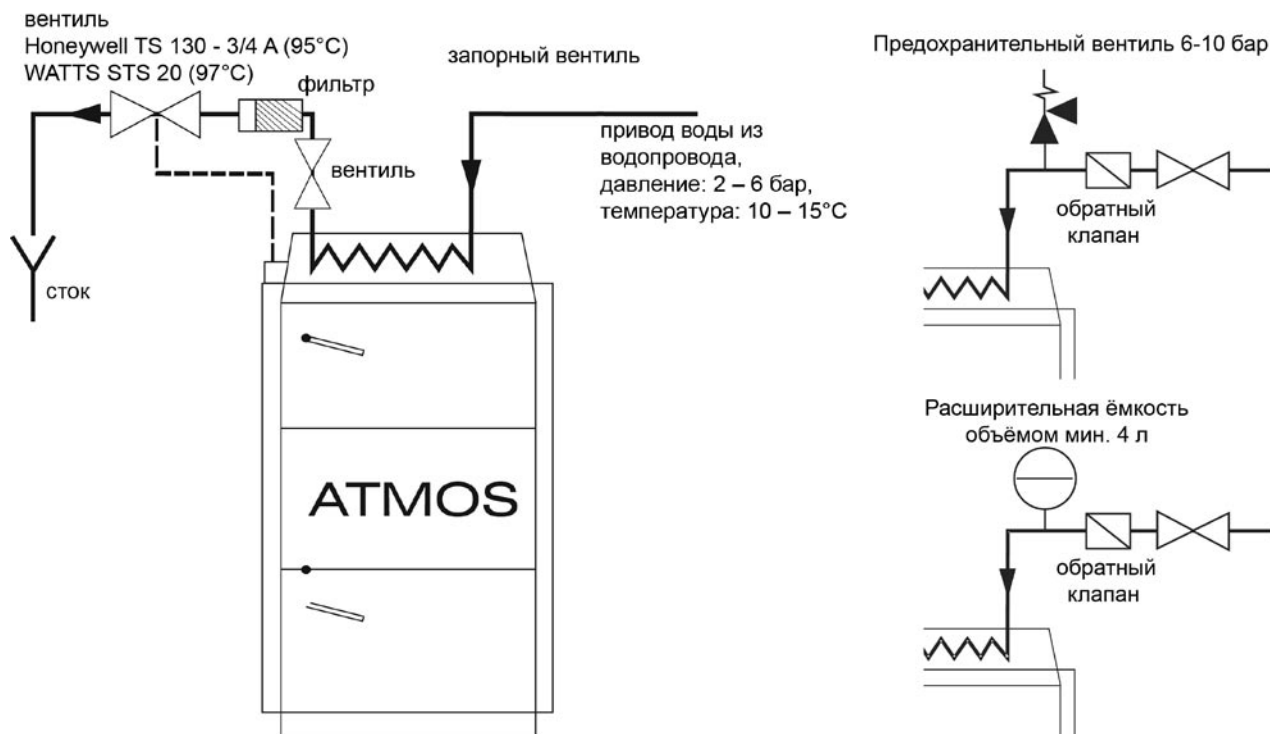 вентиль
Honeywell TS 130 - 3/4 A (95°C)
WATTS STS 20 (97°C)
фильтр
запорный вентиль
вентиль
привод воды из
водопровода,
давление: 2 – 6 бар,
температура: 10 – 15°C
сток
ATMOS
Предохранительный вентиль 6-10 бар
обратный
клапан
Расширительная ёмкость
объёмом мин. 4 л
обратный
клапан